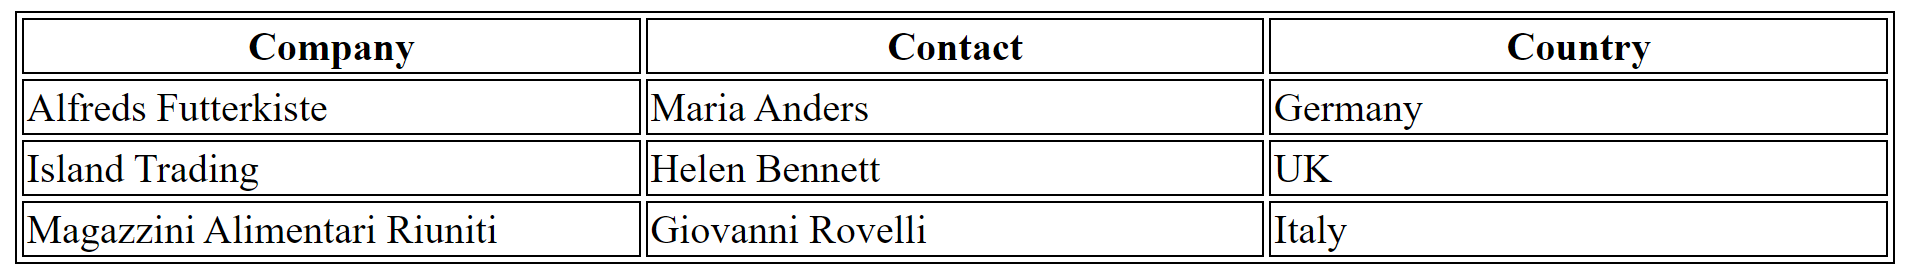 Company Contact Country
Alfreds Futterkiste Maria Anders Germany
Island Trading Helen Bennett UK
Magazzini Alimentari Riuniti Giovanni Rovelli Italy